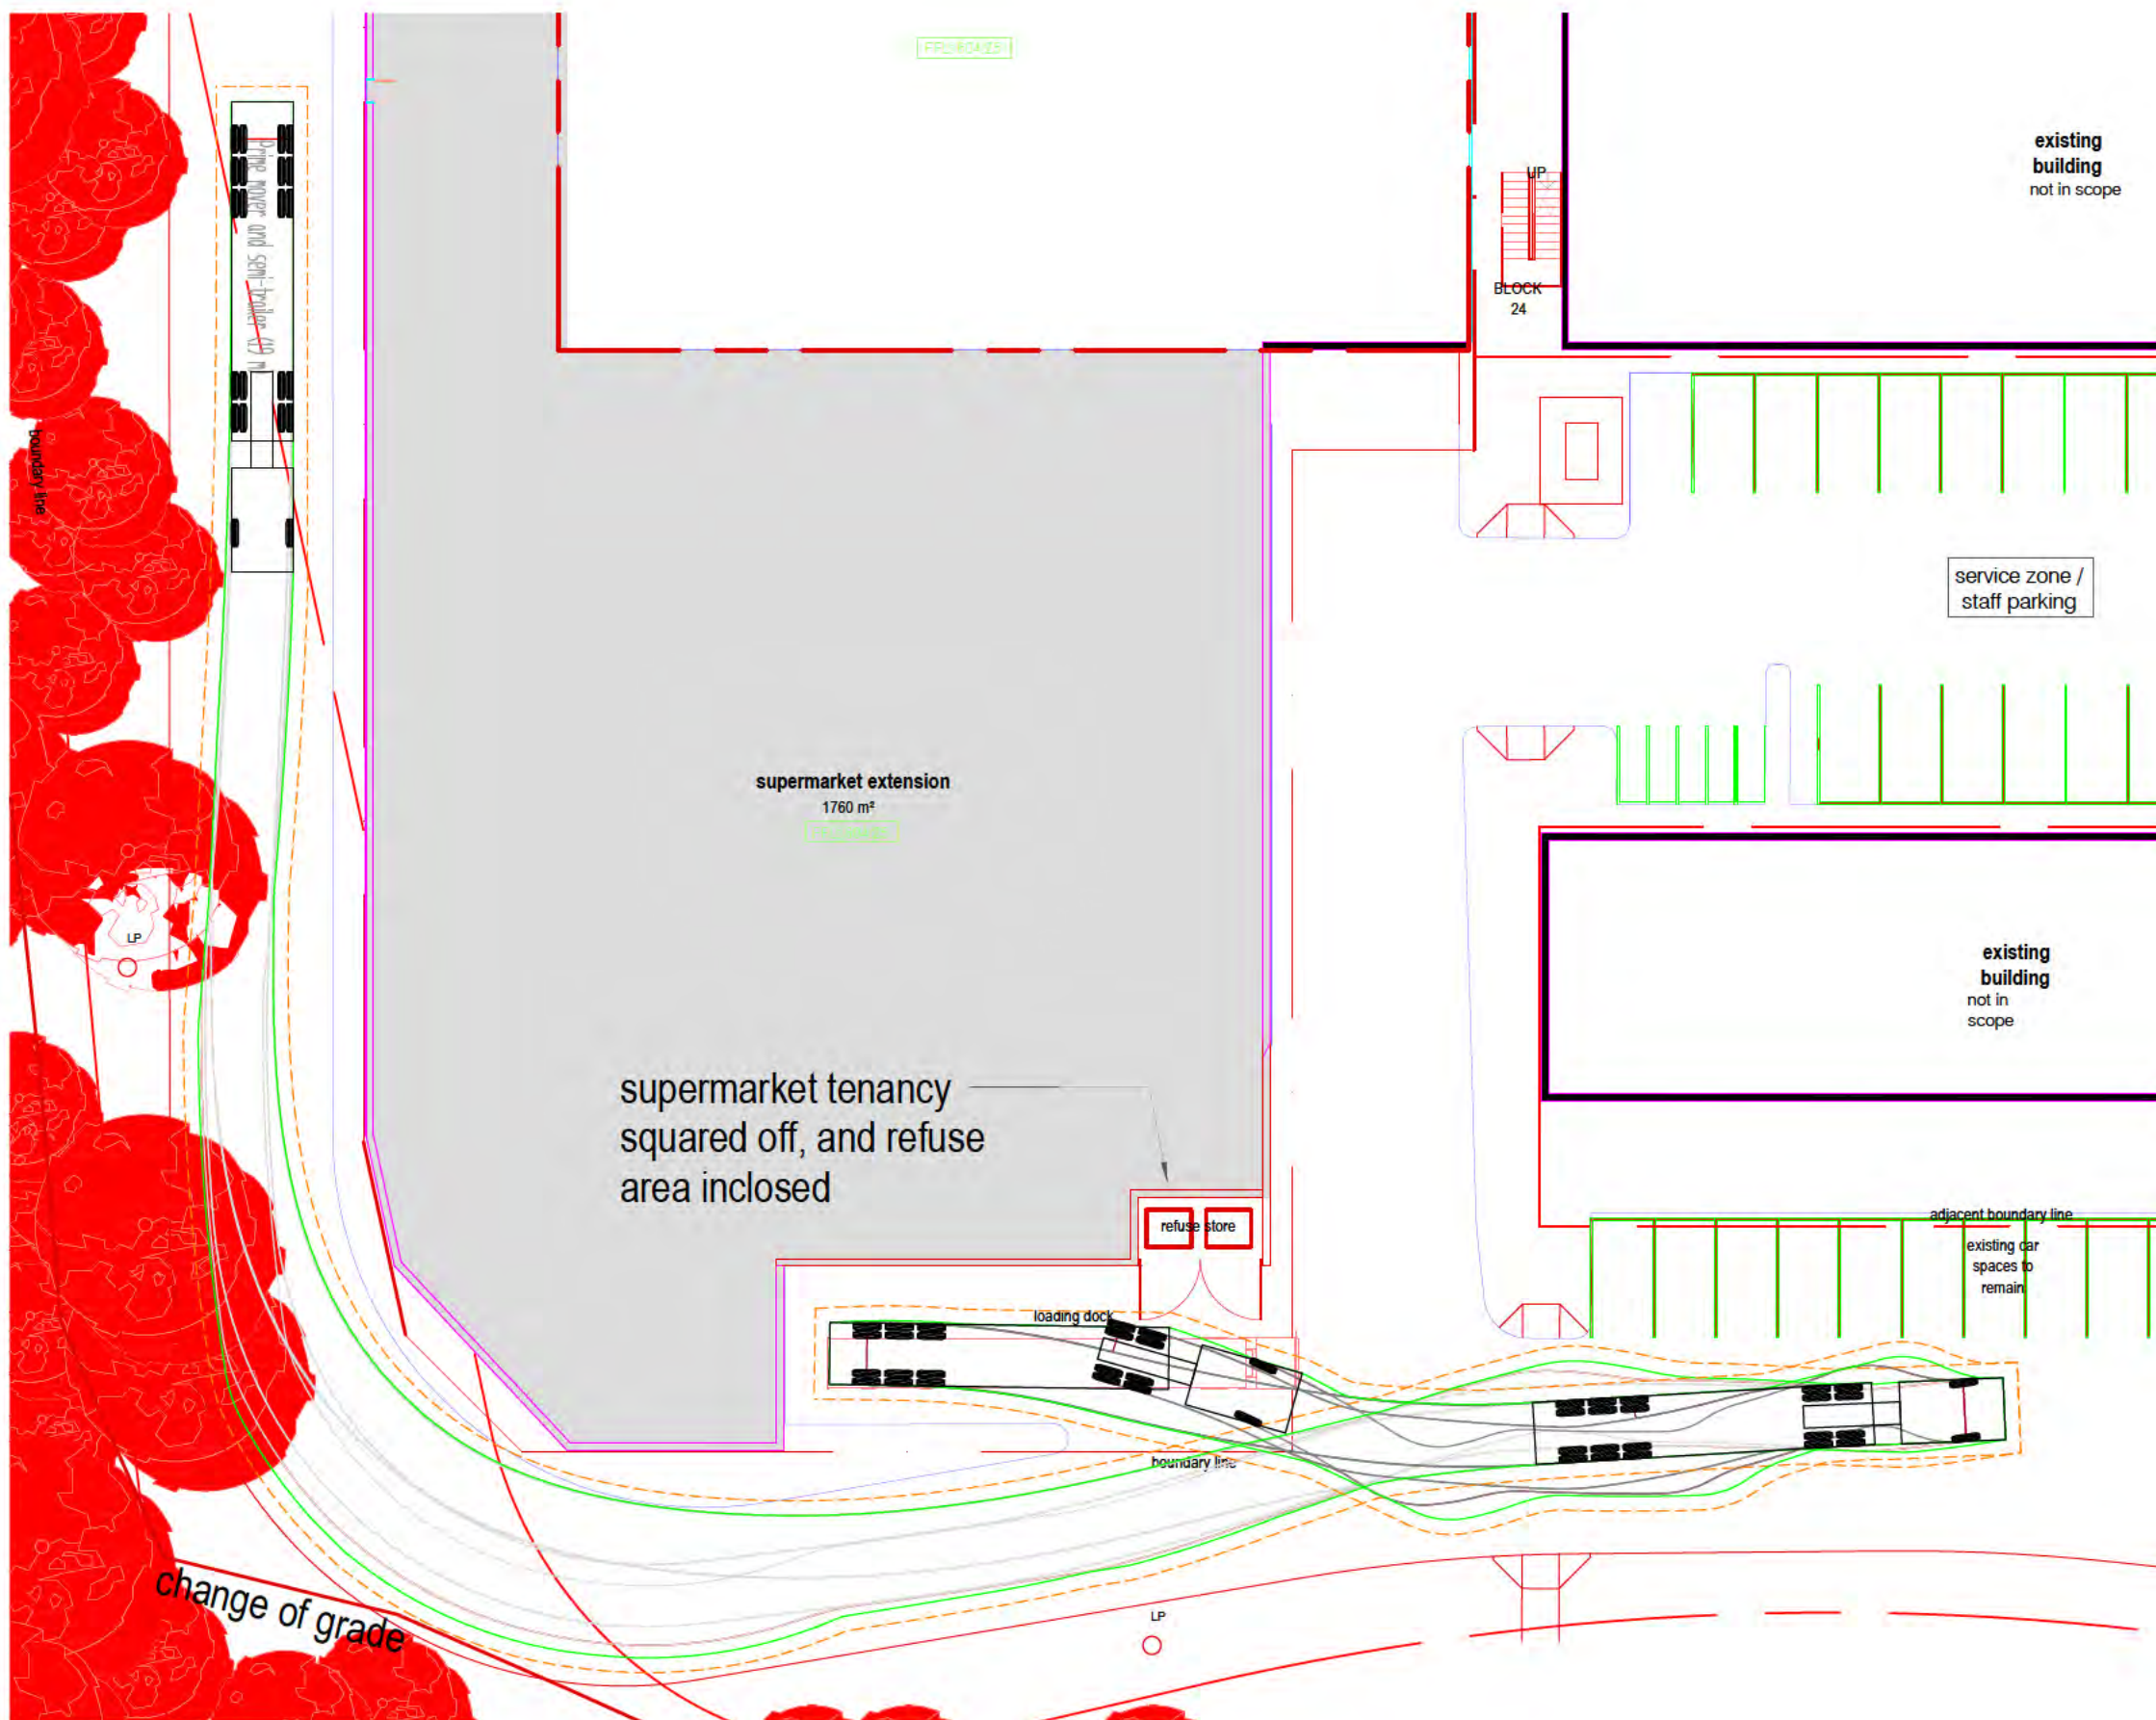 existing
building
not in scope
UP
BLOCK
24
Prime mover and semi-trailer (19 m
boundary line
service zone /
staff parking
supermarket extension
1760 m²
LP
existing
building
not in
scope
supermarket tenancy
squared off, and refuse
area inclosed
refuse store
adjacent boundary line
existing car
spaces to
remain
loading dock
boundary line
change of grade
LP